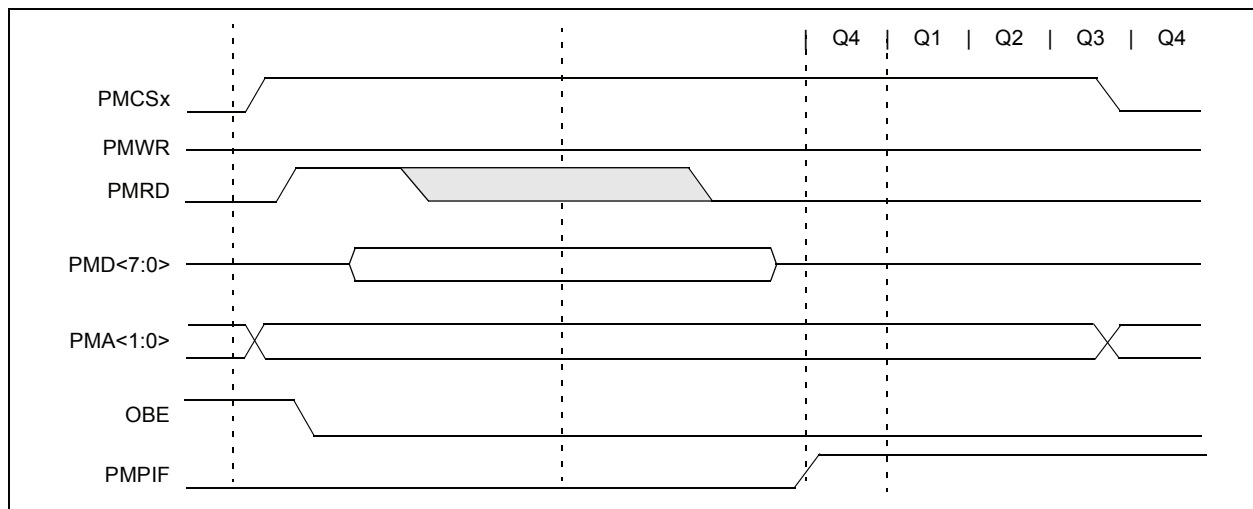 | Q4 | Q1 | Q2 | Q3 | Q4
PMCSx
PMWR
PMRD
PMD<7:0>
PMA<1:0>
OBE
PMPIF